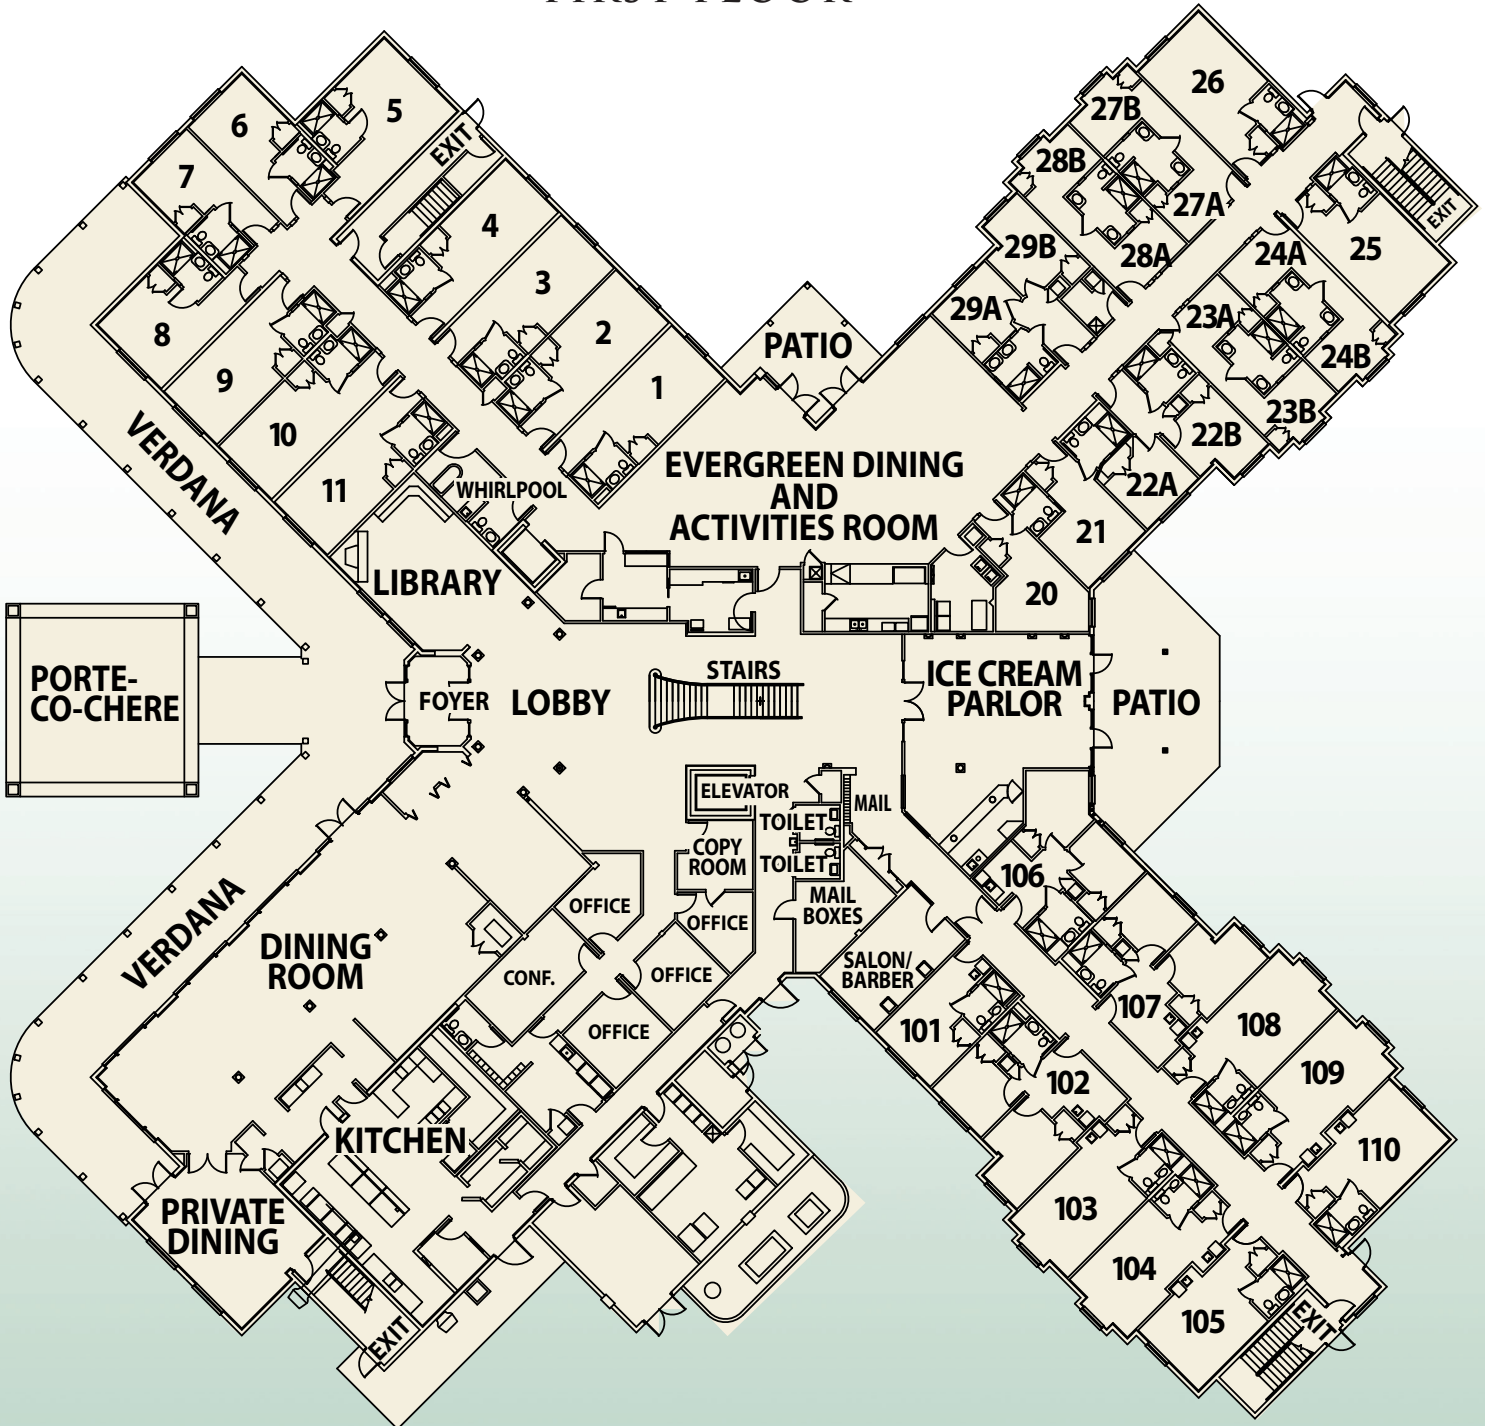 FIRST FLOOR
26
5
27B
6
EXIT
28B
7
27A
EXIT
4
29B
28A
24A
25
3
29A
23A
8
2
PATIO
24B
9
1
23B
10
VERDANA
22B
11
WHIRLPOOL
EVERGREEN DINING
AND
ACTIVITIES ROOM
22A
21
LIBRARY
20
PORTE-
CO-CHERE
FOYER
LOBBY
STAIRS
ICE CREAM
PARLOR
PATIO
ELEVATOR
MAIL
TOILET
COPY
ROOM
TOILET
106
MAIL
BOXES
OFFICE
OFFICE
VERDANA
DINING
ROOM
CONF.
OFFICE
SALON/
BARBER
OFFICE
101
107
108
102
109
KITCHEN
110
PRIVATE
DINING
103
104
105
EXIT
EXIT